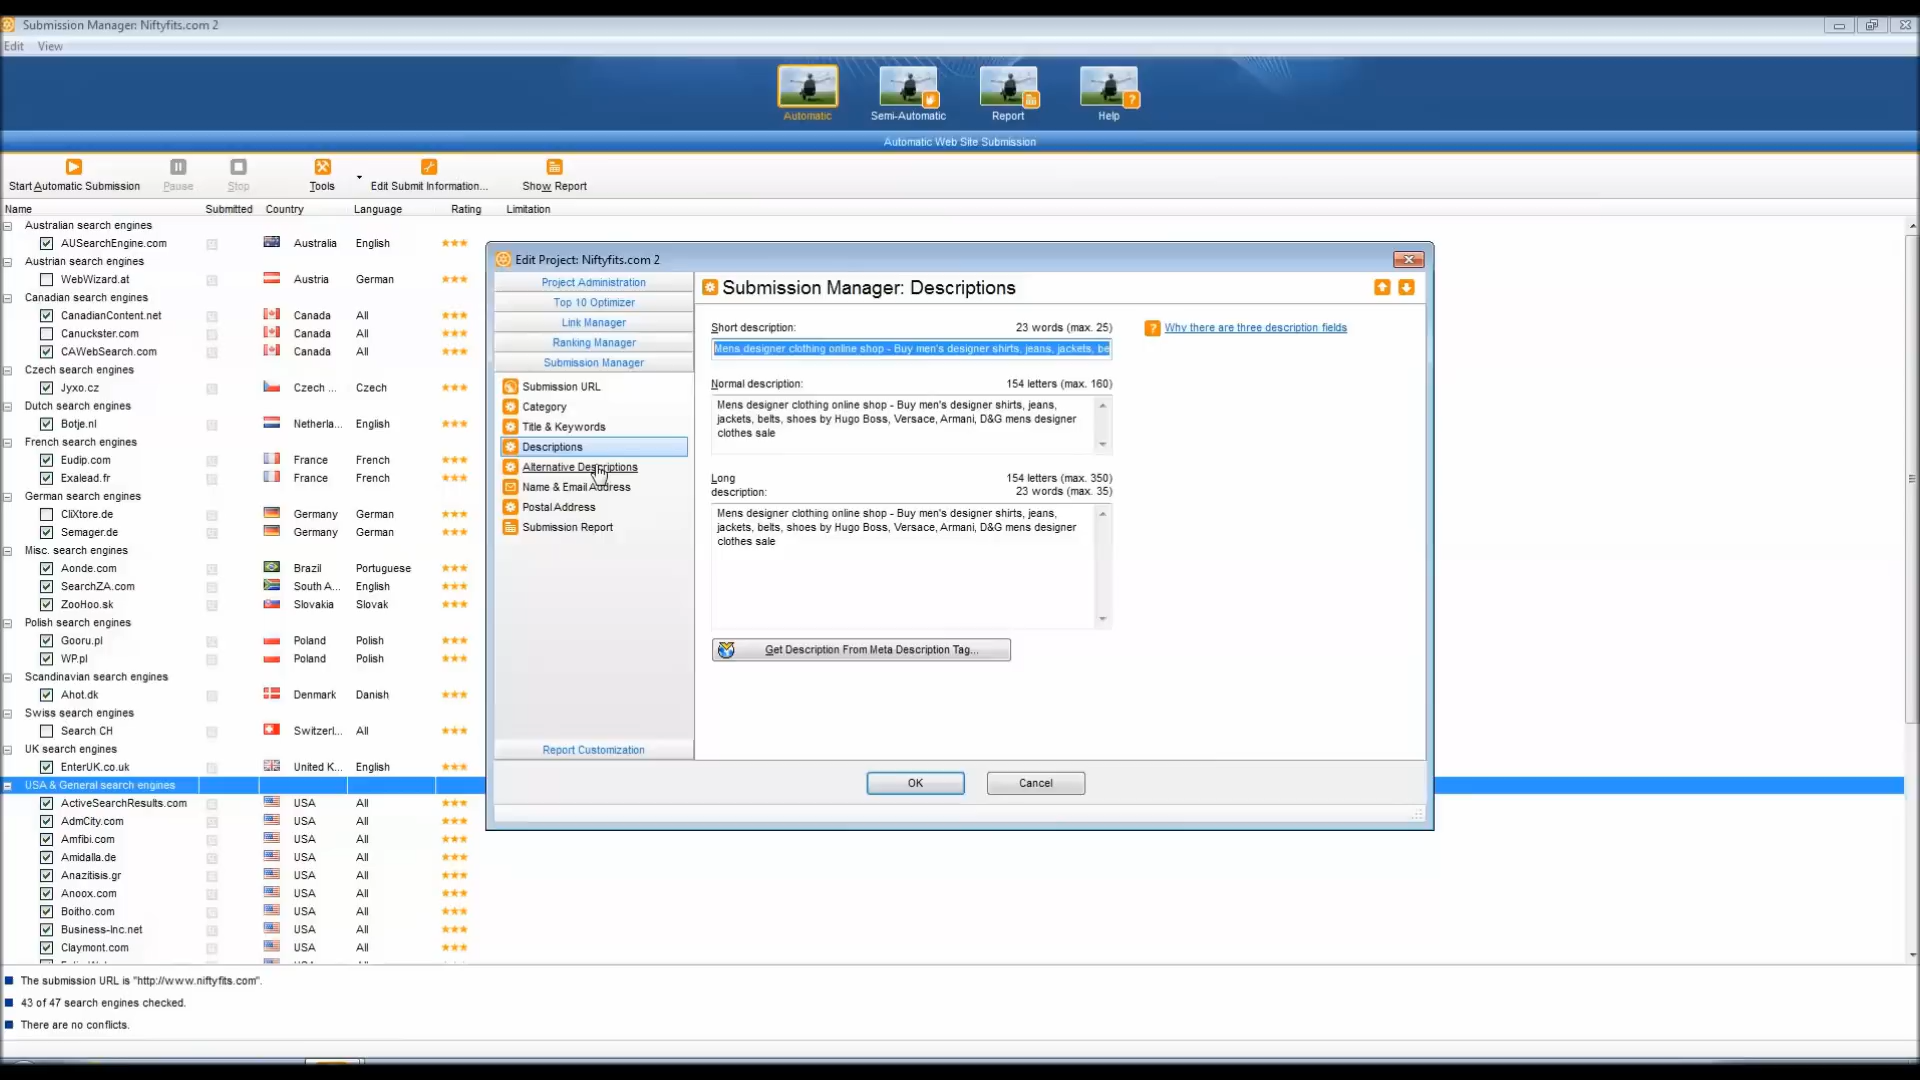 Submission Manager: Niftyfits.com 2
Edit View
Automatic Semi-Automatic Report Help
Automatic Web Site Submission
Start Automatic Submission Pause Stop Tools Edit Submit Information... Show Report
Name Submitted Country Language Rating Limitation
Australian search engines
AUSearchEngine.com Australia English
Austrian search engines
WebWizard.at Austria German
Canadian search engines
CanadianContent.net Canada All
Canuckster.com Canada All
CAWebSearch.com Canada All
Czech search engines
Jyxo.cz Czech ... Czech
Dutch search engines
Botje.nl Netherla... English
French search engines
Eudip.com France French
Exalead.fr France French
German search engines
CliXtore.de Germany German
Semager.de Germany German
Misc. search engines
Aonde.com Brazil Portuguese
SearchZA.com South A... English
ZooHoo.sk Slovakia Slovak
Polish search engines
Gooru.pl Poland Polish
WP.pl Poland Polish
Scandinavian search engines
Ahot.dk Denmark Danish
Swiss search engines
Search CH Switzerl... All
UK search engines
EnterUK.co.uk United K... English
USA & General search engines
ActiveSearchResults.com USA All
AdmCity.com USA All
Amfibi.com USA All
Amidalla.de USA All
Anazitisis.gr USA All
Anoox.com USA All
Boitho.com USA All
Business-Inc.net USA All
Claymont.com USA All
The submission URL is "http://www.niftyfits.com".
43 of 47 search engines checked.
There are no conflicts.
Edit Project: Niftyfits.com 2
Project Administration
Top 10 Optimizer
Link Manager
Ranking Manager
Submission Manager
Submission URL
Category
Title & Keywords
Descriptions
Alternative Descriptions
Name & Email Address
Postal Address
Submission Report
Report Customization
Submission Manager: Descriptions
Short description: 23 words (max. 25)
Mens designer clothing online shop - Buy men's designer shirts, jeans, jackets, be
Why there are three description fields
Normal description: 154 letters (max. 160)
Mens designer clothing online shop - Buy men's designer shirts, jeans,
jackets, belts, shoes by Hugo Boss, Versace, Armani, D&G mens designer
clothes sale
Long description: 154 letters (max. 350)
23 words (max. 35)
Mens designer clothing online shop - Buy men's designer shirts, jeans,
jackets, belts, shoes by Hugo Boss, Versace, Armani, D&G mens designer
clothes sale
Get Description From Meta Description Tag...
OK Cancel